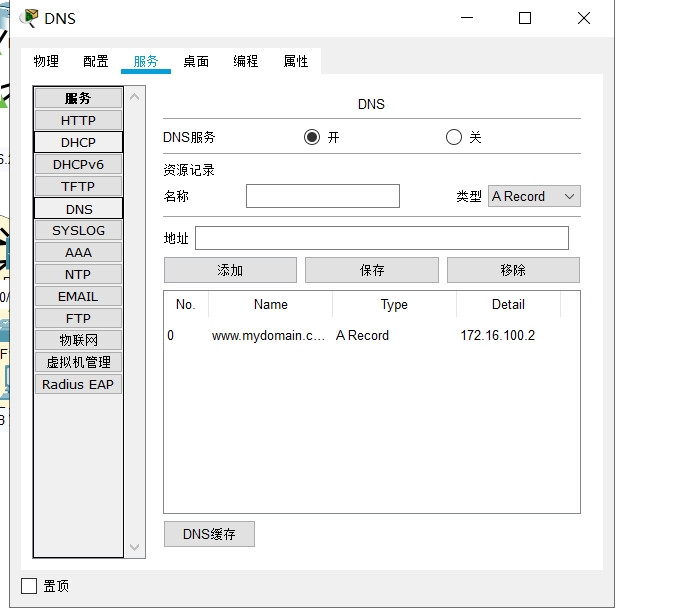 DNS
物理 配置 服务 桌面 编程 属性
服务
HTTP
DHCP
DHCPv6
TFTP
DNS
SYSLOG
AAA
NTP
EMAIL
FTP
物联网
虚拟机管理
Radius EAP
DNS
DNS服务 开 关
资源记录
名称 类型 A Record
地址
添加 保存 移除
No. Name Type Detail
0 www.mydomain.c... A Record 172.16.100.2
DNS缓存
置顶